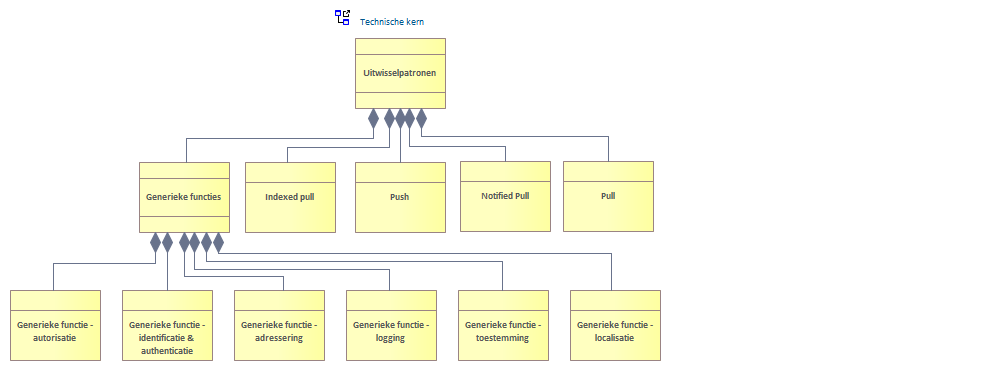 Technische kern
Uitwisselpatronen
Generieke functies
Indexed pull
Push
Notified Pull
Pull
Generieke functie -
autorisatie
Generieke functie -
identificatie &
authenticatie
Generieke functie -
adressering
Generieke functie -
logging
Generieke functie -
toestemming
Generieke functie -
localisatie